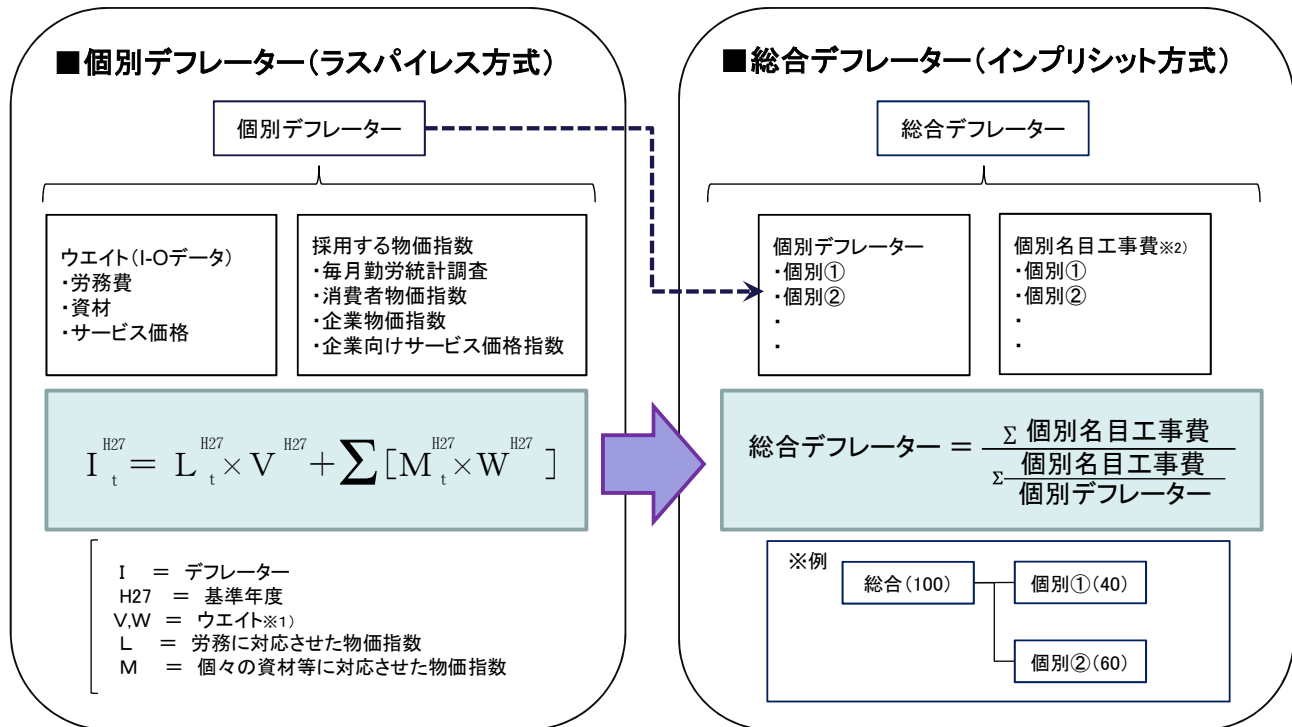 ■個別デフレーター(ラスパイレス方式)
個別デフレーター
ウエイト(I-Oデータ)
・労務費
・資材
・サービス価格
採用する物価指数
・毎月勤労統計調査
・消費者物価指数
・企業物価指数
・企業向けサービス価格指数
I_t^H27 = L_t^H27 × V^H27 + Σ[M_t^H27 × W^H27]
I = デフレーター
H27 = 基準年度
V,W = ウエイト※1)
L = 労務に対応させた物価指数
M = 個々の資材等に対応させた物価指数
■総合デフレーター(インプリシット方式)
総合デフレーター
個別デフレーター
・個別①
・個別②
・
・
個別名目工事費※2)
・個別①
・個別②
・
・
総合デフレーター =
Σ 個別名目工事費
Σ 個別名目工事費
個別デフレーター
※例
総合(100)
個別①(40)
個別②(60)